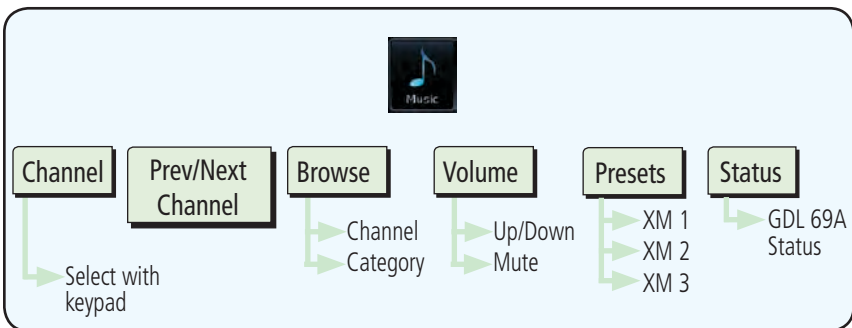 Music
Channel
Prev/Next
Channel
Browse
Volume
Presets
Status
Select with
keypad
Channel
Category
Up/Down
Mute
XM 1
XM 2
XM 3
GDL 69A
Status